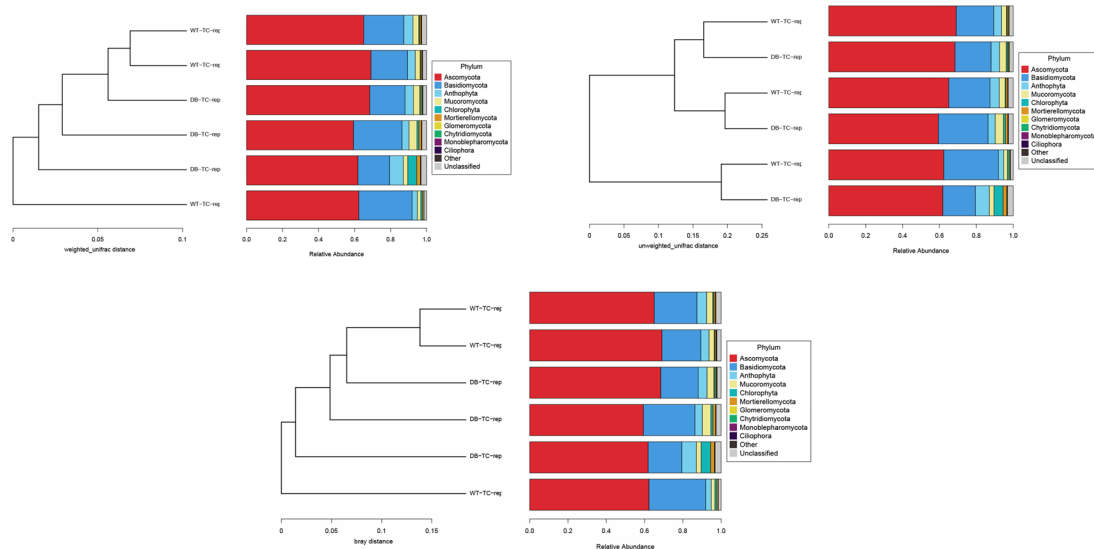 WT-TC-rep
WT-TC-rep
DB-TC-rep
DB-TC-rep
DB-TC-rep
WT-TC-rep
0
0.05
0.1
weighted_unifrac distance
0.0
0.2
0.4
0.6
0.8
1.0
Relative Abundance
Phylum
Ascomycota
Basidiomycota
Anthophyta
Mucoromycota
Chlorophyta
Mortierellomycota
Glomeromycota
Chytridiomycota
Monoblepharomycota
Ciliophora
Other
Unclassified
WT-TC-rep
DB-TC-rep
WT-TC-rep
DB-TC-rep
WT-TC-rep
DB-TC-rep
0
0.05
0.1
0.15
0.2
0.25
unweighted_unifrac distance
0.0
0.2
0.4
0.6
0.8
1.0
Relative Abundance
Phylum
Ascomycota
Basidiomycota
Anthophyta
Mucoromycota
Chlorophyta
Mortierellomycota
Glomeromycota
Chytridiomycota
Monoblepharomycota
Ciliophora
Other
Unclassified
WT-TC-rep
WT-TC-rep
DB-TC-rep
DB-TC-rep
DB-TC-rep
WT-TC-rep
0
0.05
0.1
0.15
bray distance
0.0
0.2
0.4
0.6
0.8
1.0
Relative Abundance
Phylum
Ascomycota
Basidiomycota
Anthophyta
Mucoromycota
Chlorophyta
Mortierellomycota
Glomeromycota
Chytridiomycota
Monoblepharomycota
Ciliophora
Other
Unclassified